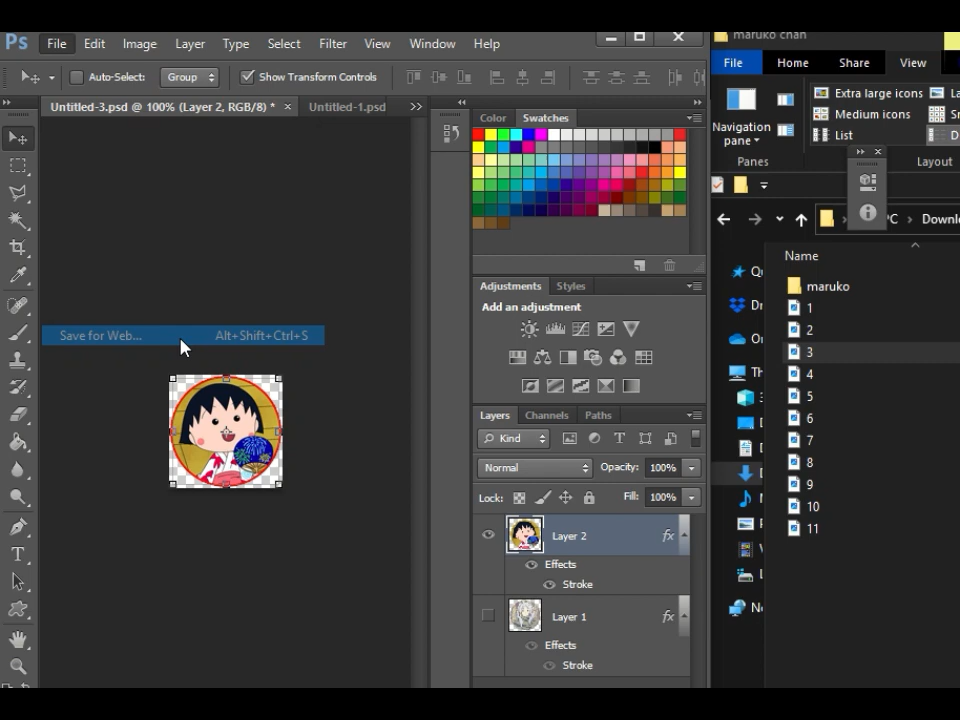 Ps File Edit Image Layer Type Select Filter View Window Help
Auto-Select: Group Show Transform Controls
Untitled-3.psd @ 100% (Layer 2, RGB/8) * × Untitled-1.psd >>
Color Swatches
Save for Web... Alt+Shift+Ctrl+S
Adjustments Styles
Add an adjustment
Layers Channels Paths
Kind
Normal Opacity: 100%
Lock: Fill: 100%
Layer 2 fx
Effects
Stroke
Layer 1 fx
Effects
Stroke
maruko chan
File Home Share View
Extra large icons
Medium icons
List
Navigation
pane
Panes Layout
PC > Downl
Name
maruko
1
2
3
4
5
6
7
8
9
10
11